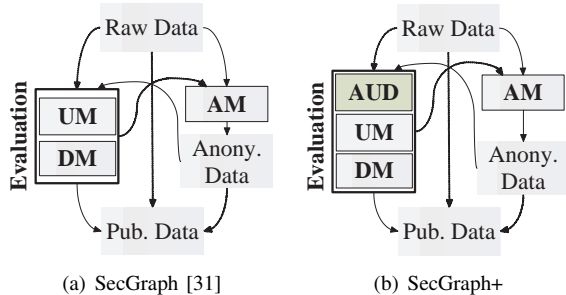 Raw Data
Evaluation
UM
DM
AM
Anony.
Data
Pub. Data
(a) SecGraph [31]
Raw Data
Evaluation
AUD
UM
DM
AM
Anony.
Data
Pub. Data
(b) SecGraph+